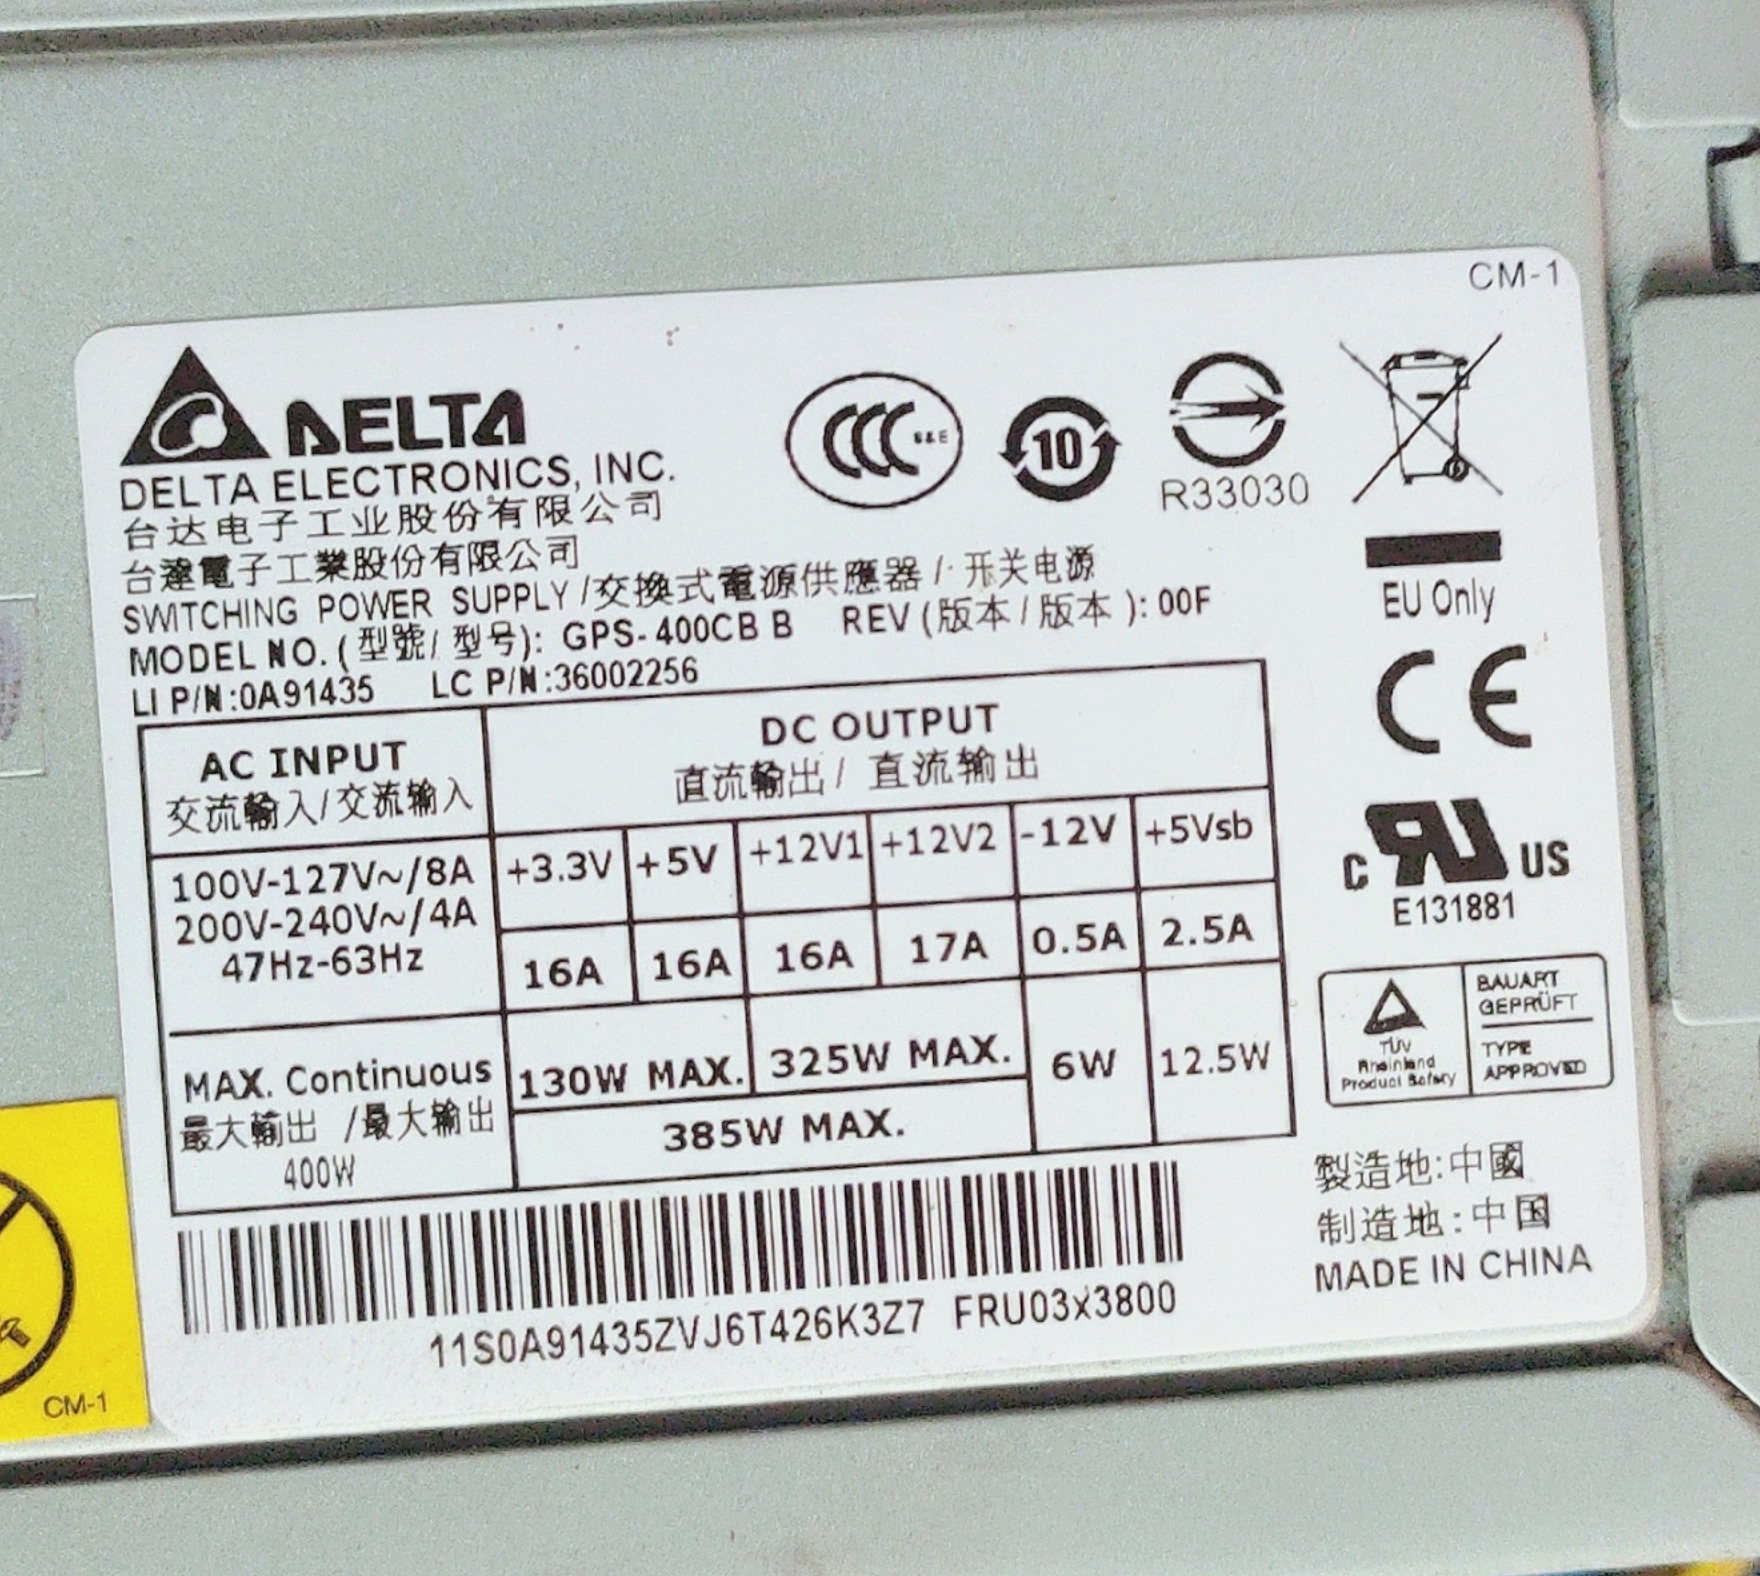 CM-1
DELTA
DELTA ELECTRONICS, INC.
台达电子工业股份有限公司
台達電子工業股份有限公司
SWITCHING POWER SUPPLY /交換式電源供應器/ 开关电源
MODEL NO. (型號/ 型号): GPS-400CB B REV (版本 / 版本 ): 00F
LI P/N:0A91435 LC P/N:36002256
CCC S&E
10
R33030
EU Only
CE
C RU US
E131881
TÜV
Rheinland
Product Safety
BAUART
GEPRÜFT
TYPE
APPROVED
AC INPUT
交流輸入/交流输入
DC OUTPUT
直流輸出/ 直流输出
100V-127V~/8A
200V-240V~/4A
47Hz-63Hz
+3.3V +5V +12V1 +12V2 -12V +5Vsb
16A 16A 16A 17A 0.5A 2.5A
MAX. Continuous
最大輸出 /最大输出
400W
130W MAX. 325W MAX. 6W 12.5W
385W MAX.
11S0A91435ZVJ6T426K3Z7 FRU03x3800
製造地:中國
制造地:中国
MADE IN CHINA
CM-1